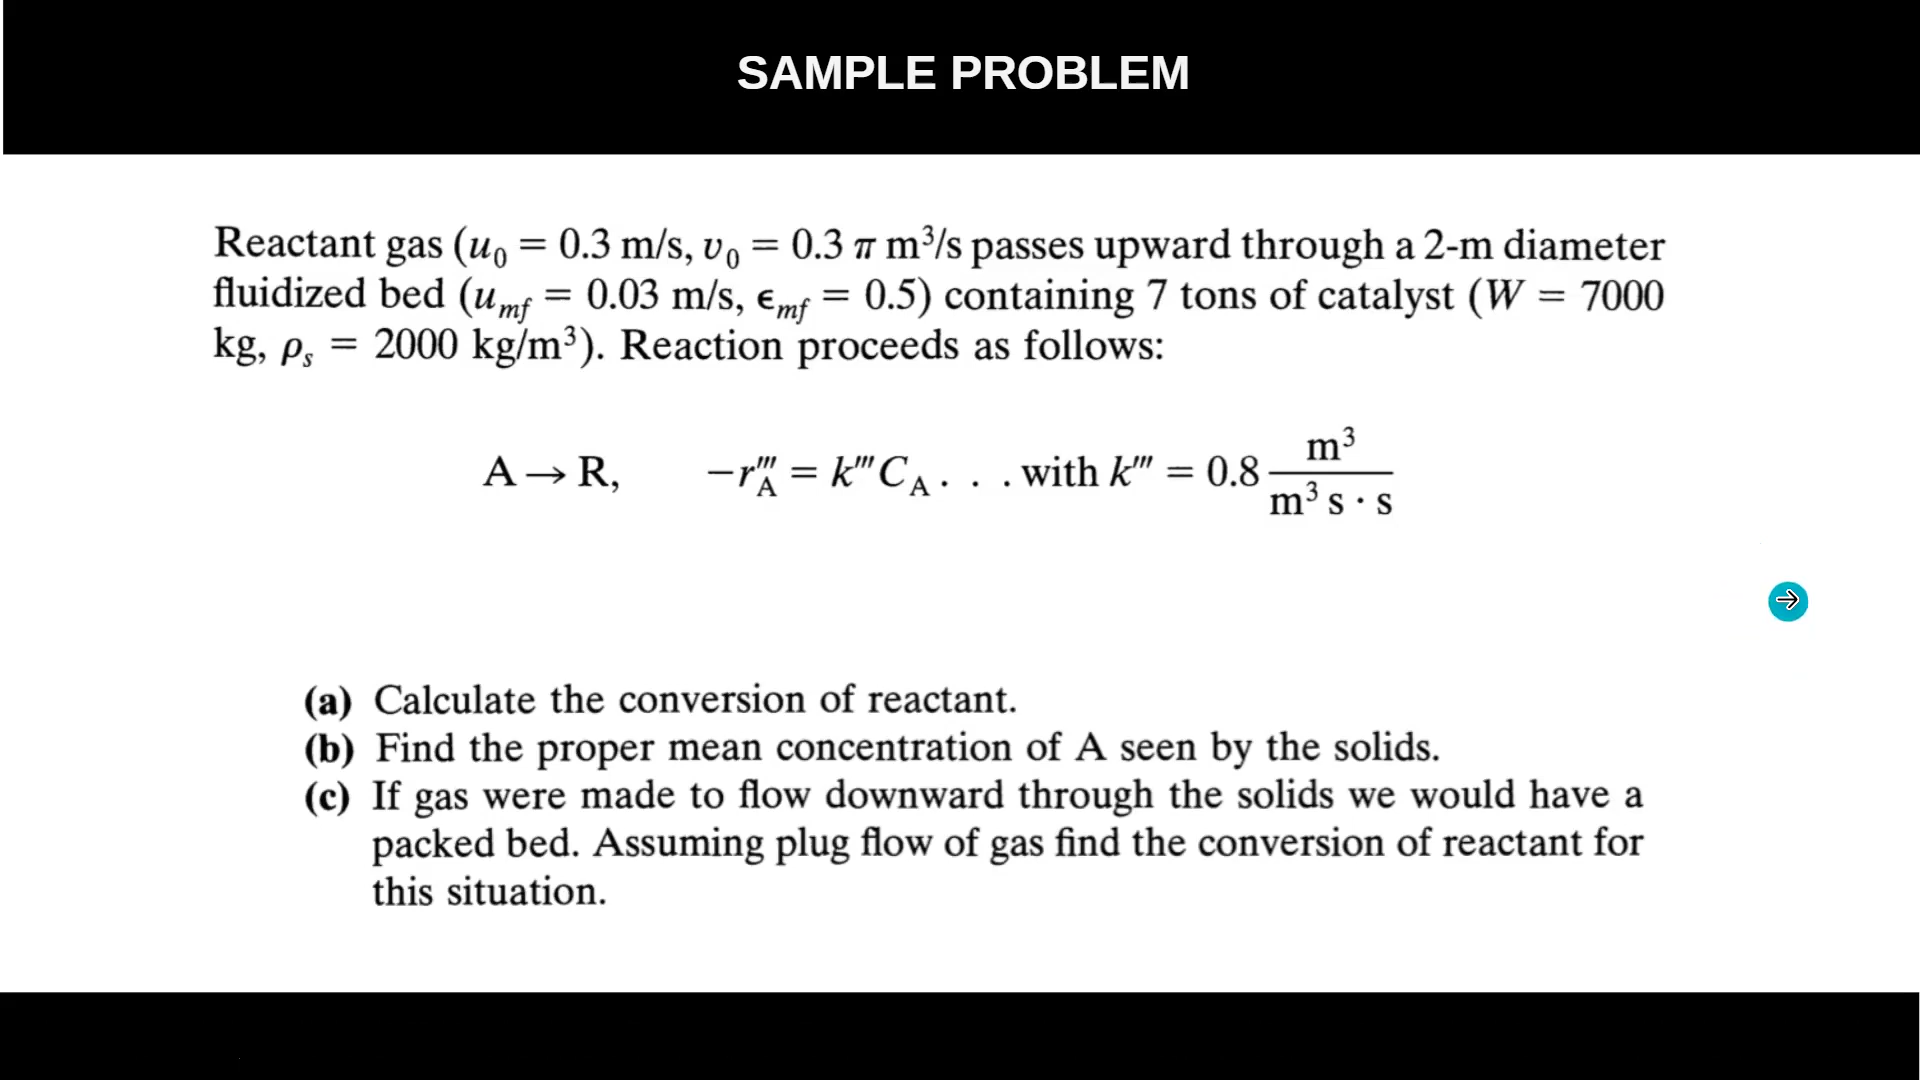 SAMPLE PROBLEM
Reactant gas (u₀ = 0.3 m/s, v₀ = 0.3 π m³/s passes upward through a 2-m diameter
fluidized bed (u_mf = 0.03 m/s, ϵ_mf = 0.5) containing 7 tons of catalyst (W = 7000
kg, ρ_s = 2000 kg/m³). Reaction proceeds as follows:
A → R, −r‴_A = k‴C_A . . . with k‴ = 0.8 m³ / m³ s · s
(a) Calculate the conversion of reactant.
(b) Find the proper mean concentration of A seen by the solids.
(c) If gas were made to flow downward through the solids we would have a
packed bed. Assuming plug flow of gas find the conversion of reactant for
this situation.